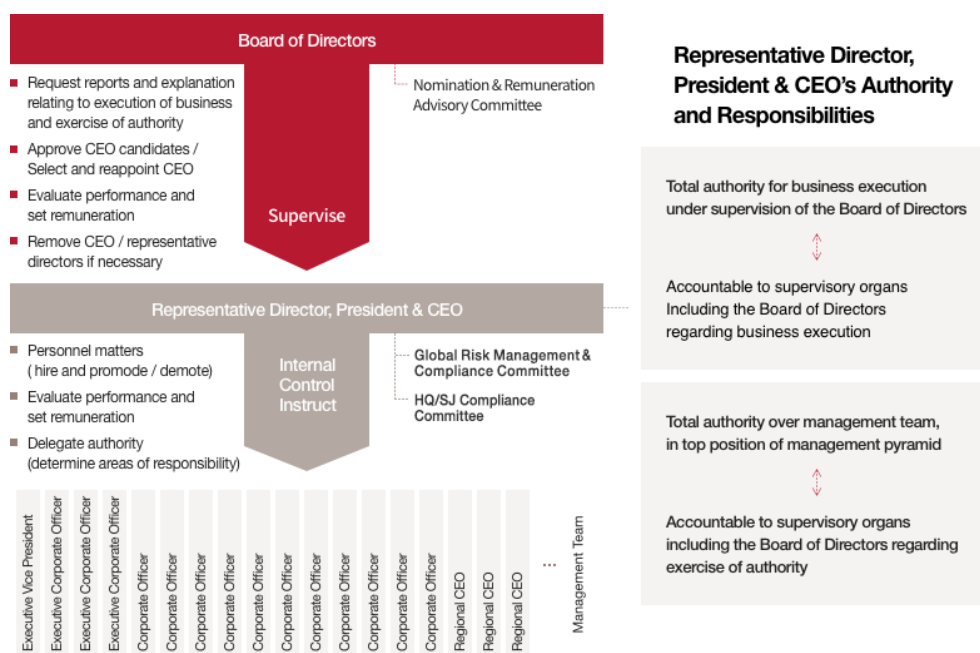 Board of Directors
Request reports and explanation
relating to execution of business
and exercise of authority
Approve CEO candidates /
Select and reappoint CEO
Evaluate performance and
set remuneration
Remove CEO / representative
directors if necessary
Supervise
Nomination & Remuneration
Advisory Committee
Representative Director, President & CEO
Personnel matters
( hire and promode / demote)
Evaluate performance and
set remuneration
Delegate authority
(determine areas of responsibility)
Internal
Control
Instruct
Global Risk Management &
Compliance Committee
HQ/SJ Compliance
Committee
Executive Vice President
Executive Corporate Officer
Executive Corporate Officer
Executive Corporate Officer
Corporate Officer
Corporate Officer
Corporate Officer
Corporate Officer
Corporate Officer
Corporate Officer
Corporate Officer
Corporate Officer
Corporate Officer
Corporate Officer
Corporate Officer
Regional CEO
Regional CEO
Regional CEO
...
Management Team
Representative Director,
President & CEO's Authority
and Responsibilities
Total authority for business execution
under supervision of the Board of Directors
Accountable to supervisory organs
Including the Board of Directors
regarding business execution
Total authority over management team,
in top position of management pyramid
Accountable to supervisory organs
including the Board of Directors regarding
exercise of authority